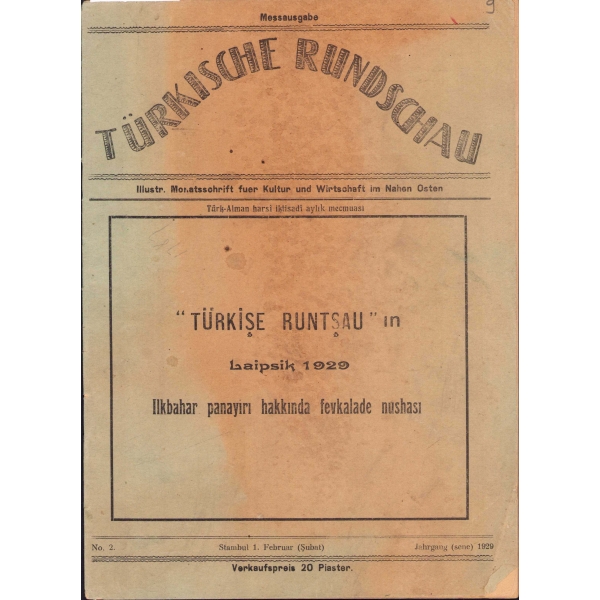 9
Messausgabe
TÜRKISCHE RUNDSCHAU
Illustr. Monatsschrift fuer Kultur und Wirtschaft im Nahen Osten
Türk-Alman harsi iktisadî aylık mecmuası
"TÜRKİŞE RUNTŞAU" in
Laipsik 1929
Ilkbahar panayırı hakkında fevkalade nushası
No. 2. Stambul 1. Februar (Şubat) Jahrgang (sene) 1929
Verkaufspreis 20 Piaster.